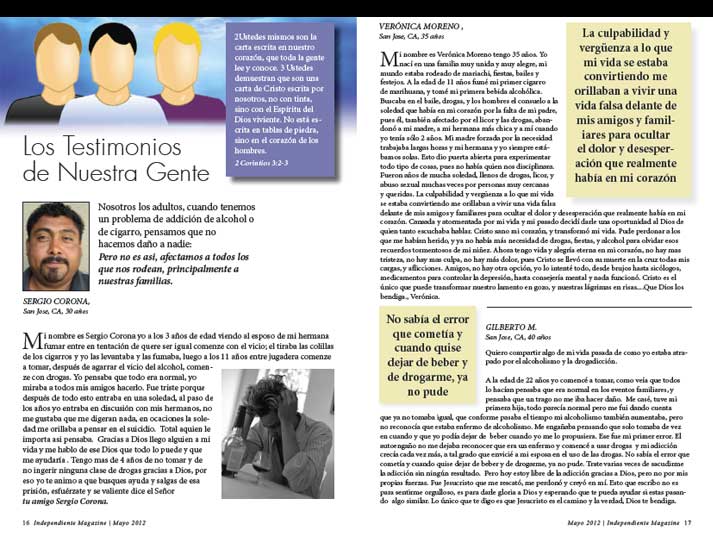 2Ustedes mismos son la
carta escrita en nuestro
corazón, que toda la gente
lee y conoce. 3 Ustedes
demuestran que son una
carta de Cristo escrita por
nosotros, no con tinta,
sino con el Espíritu del
Dios viviente. No está es-
crita en tablas de piedra,
sino en el corazón de los
hombres.
2 Corintios 3:2-3
Los Testimonios
de Nuestra Gente
Nosotros los adultos, cuando tenemos
un problema de addición de alcohol o
de cigarro, pensamos que no
hacemos daño a nadie:
Pero no es asi, afectamos a todos los
que nos rodean, principalmente a
nuestras familias.
SERGIO CORONA,
San Jose, CA, 30 años
Mi nombre es Sergio Corona yo a los 3 años de edad viendo al esposo de mi hermana
fumar entre en tentación de quere ser igual comence con el vicio; el tiraba las colillas
de los cigarros y yo las levantaba y las fumaba, luego a los 11 años entre jugadera comenze
a tomar, después de agarrar el vicio del alcohol, comen-
ze con drogas. Yo pensaba que todo era normal, yo
miraba a todos mis amigos hacerlo. Fue triste porque
después de todo esto entraba en una soledad, al paso de
los años yo entraba en discusión con mis hermanos, no
me gustaba que me digeran nada, en ocaciones la sole-
dad me orillaba a pensar en el suicidio. Total aquien le
importa asi pensaba. Gracias a Dios llego alguien a mi
vida y me hablo de ese Dios que todo lo puede y que
me ayudaria . Tengo mas de 4 años de no tomar y de
no ingerir ninguna clase de drogas gracias a Dios, por
eso yo te animo a que busques ayuda y salgas de esa
prisión, esfuérzate y se valiente dice el Señor
tu amigo Sergio Corona.
16 Independiente Magazine | Mayo 2012
VERÓNICA MORENO ,
San Jose, CA, 35 años
Mi nombre es Verónica Moreno tengo 35 años. Yo
nací en una familia muy unida y muy alegre, mi
mundo estaba rodeado de mariachi, fiestas, bailes y
festejos. A la edad de 11 años fumé mi primer cigarro
de marihuana, y tomé mi primera bebida alcohólica.
Buscaba en el baile, drogas, y los hombres el consuelo a la
soledad que había en mi corazón por la falta de mi padre,
pues él, también afectado por el licor y las drogas, aban-
donó a mi madre, a mi hermana más chica y a mí cuando
yo tenía sólo 2 años. Mi madre forzada por la necesidad
trabajaba largas horas y mi hermana y yo siempre está-
bamos solas. Esto dio puerta abierta para experimentar
todo tipo de cosas, pues no había quien nos disciplinara.
Fueron años de mucha soledad, llenos de drogas, licor, y
abuso sexual muchas veces por personas muy cercanas
y queridas. La culpabilidad y vergüenza a lo que mi vida
se estaba convirtiendo me orillaban a vivir una vida falsa
delante de mis amigos y familiares para ocultar el dolor y desesperación que realmente había en mi
corazón. Cansada y atormentada por mi vida y mi pasado decidí darle una oportunidad al Dios de
quien tanto escuchaba hablar. Cristo sano mi corazón, y transformó mi vida. Pude perdonar a los
que me habían herido, y ya no había más necesidad de drogas, fiestas, y alcohol para olvidar esos
recuerdos tormentosos de mi niñez. Ahora tengo vida y alegría eterna en mi corazón, no hay mas
tristeza, no hay mas culpa, no hay más dolor, pues Cristo se llevó con su muerte en la cruz todas mis
cargas, y aflicciones. Amigos, no hay otra opción, yo lo intenté todo, desde brujos hasta sicólogos,
medicamentos para controlar la depresión, hasta consejería mental y nada funcionó. Cristo es el
único que puede transformar nuestro lamento en gozo, y nuestras lágrimas en risas....Que Dios los
bendiga., Verónica.
La culpabilidad y
vergüenza a lo que
mi vida se estaba
convirtiendo me
orillaban a vivir una
vida falsa delante de
mis amigos y famil-
iares para ocultar
el dolor y desesper-
ación que realmente
había en mi corazón
No sabía el error
que cometía y
cuando quise
dejar de beber y
de drogarme, ya
no pude
GILBERTO M.
San Jose, CA, 40 años
Quiero compartir algo de mi vida pasada de como yo estaba atra-
pado por el alcoholismo y la drogadicción.
A la edad de 22 años yo comencé a tomar, como veía que todos
lo hacían pensaba que era normal en los eventos familiares, y
pensaba que un trago no me iba hacer daño. Me casé, tuve mi
primera hija, todo parecía normal pero me fui dando cuenta
que ya no tomaba igual, que conforme pasaba el tiempo mi alcoholismo también aumentaba, pero
no reconocía que estaba enfermo de alcoholismo. Me engañaba pensando que solo tomaba de vez
en cuando y que yo podía dejar de beber cuando yo me lo propusiera. Ese fue mi primer error. El
autoengaño no me dejaba reconocer que era un enfermo y comencé a usar drogas y mi adicción
crecía cada vez más, a tal grado que envicié a mi esposa en el uso de las drogas. No sabía el error que
cometía y cuando quise dejar de beber y de drogarme, ya no pude. Trate varias veces de sacudirme
la adicción sin ningún resultado. Pero hoy estoy libre de la adicción gracias a Dios, pero no por mis
propias fuerzas. Fue Jesucristo que me rescató, me perdonó y creyó en mí. Esto que escribo no es
para sentirme orgulloso, es para darle gloria a Dios y esperando que te pueda ayudar si estas pasan-
do algo similar. Lo único que te digo es que Jesucristo es el camino y la verdad, Dios te bendiga.
Mayo 2012 | Independiente Magazine 17